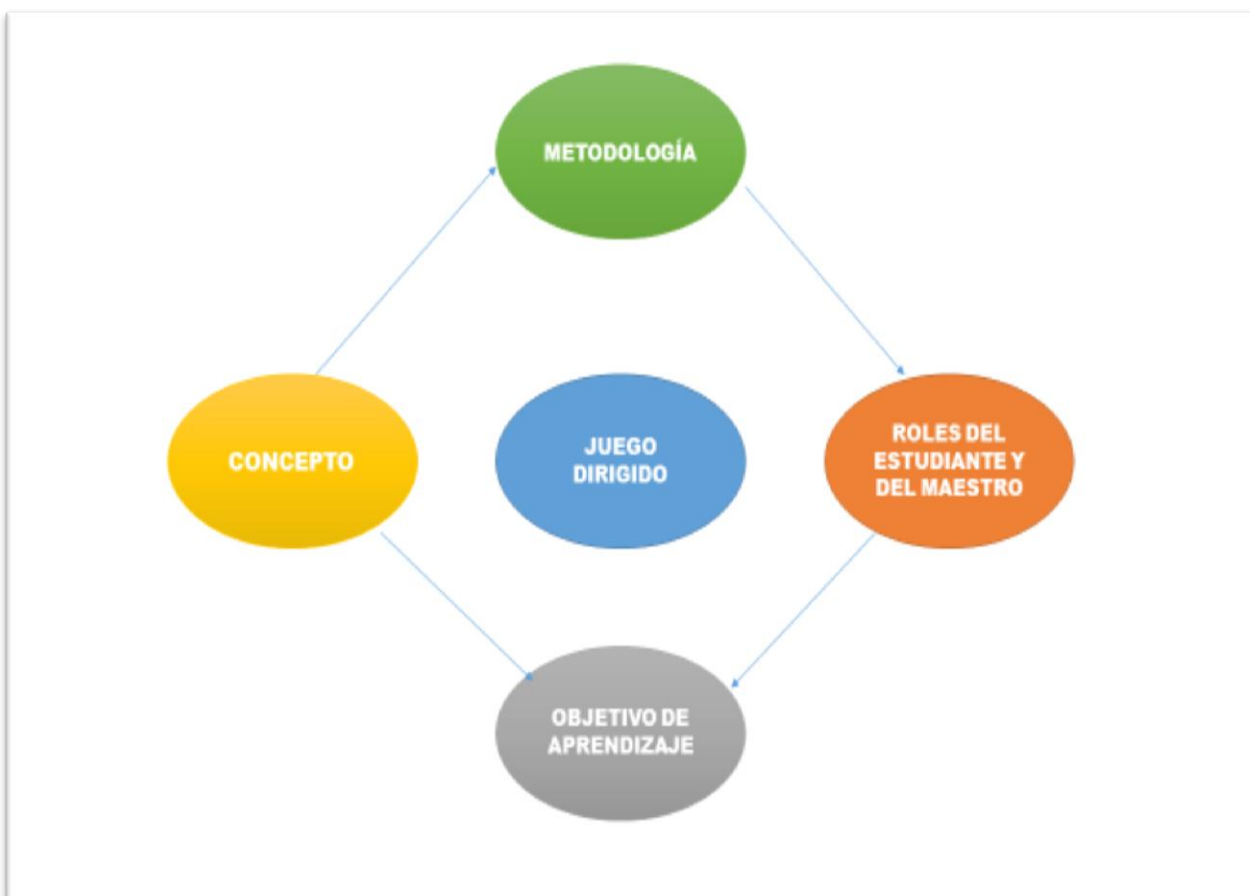 METODOLOGÍA
CONCEPTO
JUEGO
DIRIGIDO
ROLES DEL
ESTUDIANTE Y
DEL MAESTRO
OBJETIVO DE
APRENDIZAJE